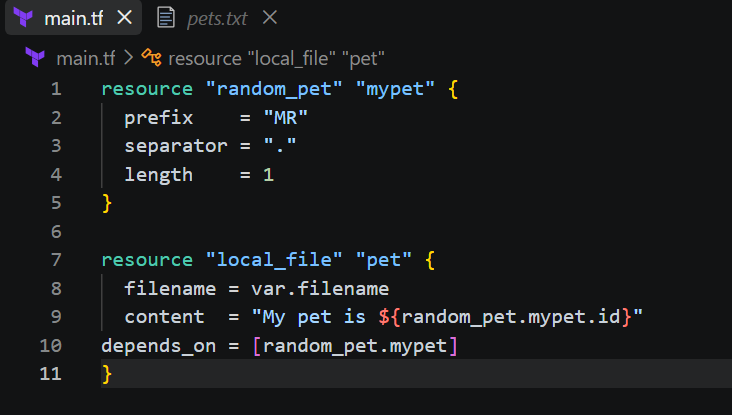 main.tf
pets.txt
main.tf > resource "local_file" "pet"
1 resource "random_pet" "mypet" {
2   prefix    = "MR"
3   separator = "."
4   length    = 1
5 }
6
7 resource "local_file" "pet" {
8   filename = var.filename
9   content  = "My pet is ${random_pet.mypet.id}"
10 depends_on = [random_pet.mypet]
11 }